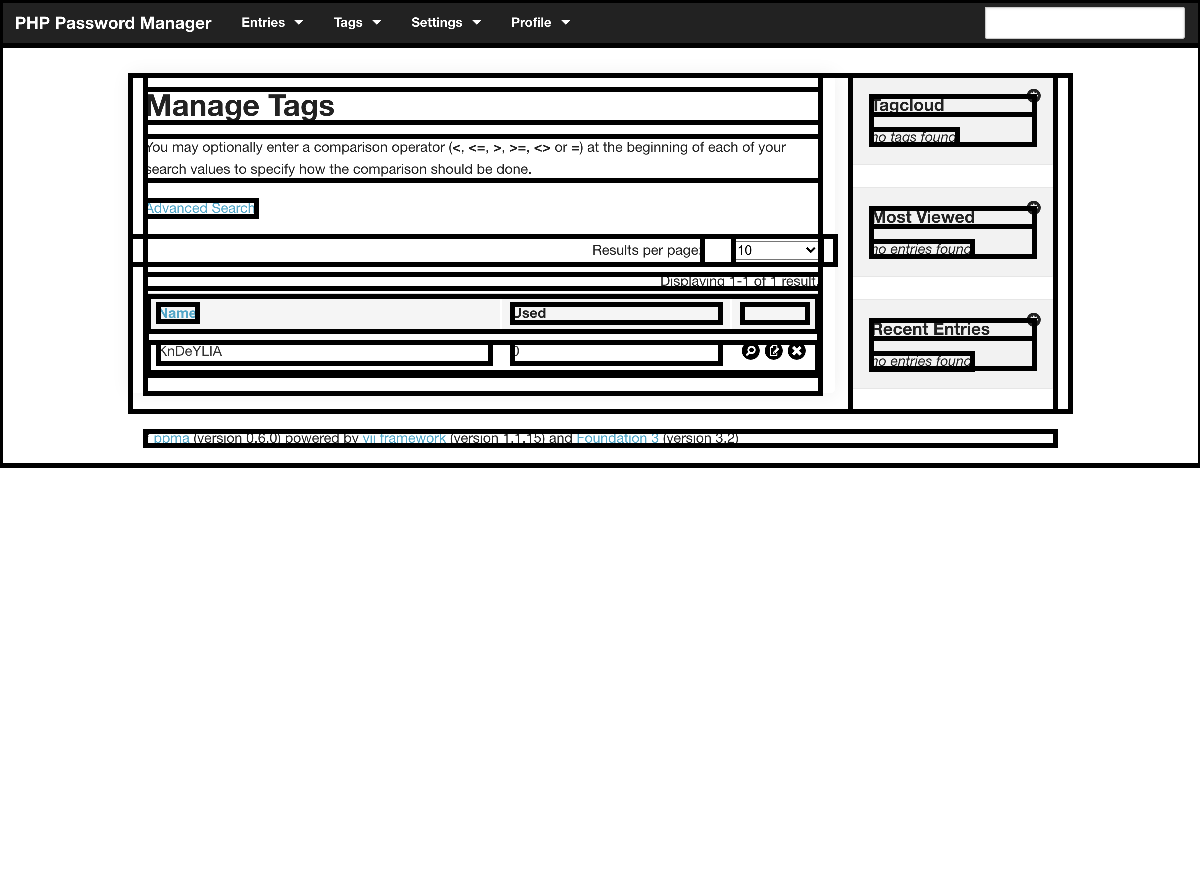 PHP Password Manager Entries Tags Settings Profile
Manage Tags
You may optionally enter a comparison operator (<, <=, >, >=, <> or =) at the beginning of each of your
search values to specify how the comparison should be done.
Advanced Search
Results per page: 10
Displaying 1-1 of 1 result.
Name Used
KnDeYLIA 0
Tagcloud
no tags found
Most Viewed
no entries found
Recent Entries
no entries found
ppma (version 0.6.0) powered by yii framework (version 1.1.15) and Foundation 3 (version 3.2)